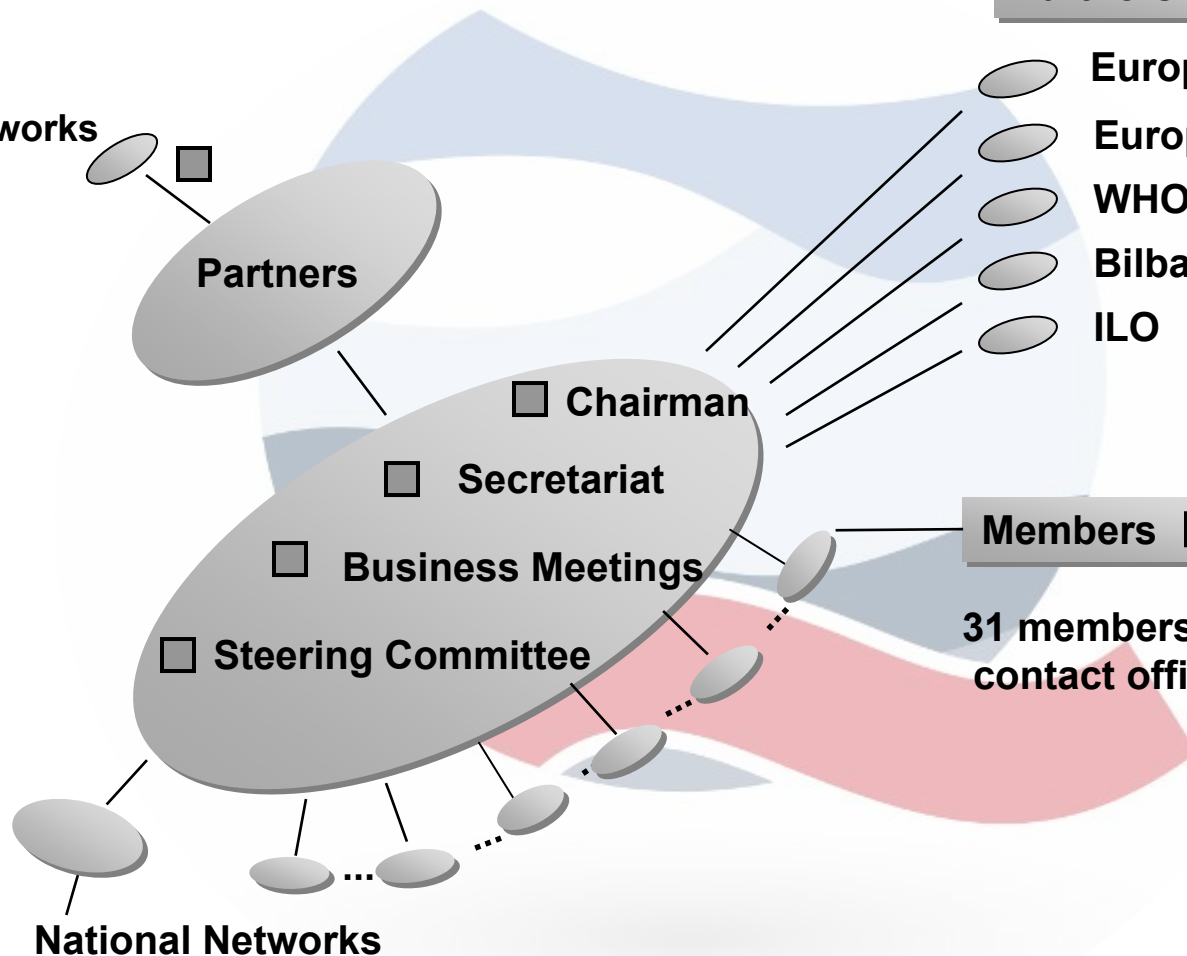 works
Partners
Chairman
Secretariat
Business Meetings
Steering Committee
Europ
Europ
WHO
Bilba
ILO
Members
31 members
contact offi
National Networks